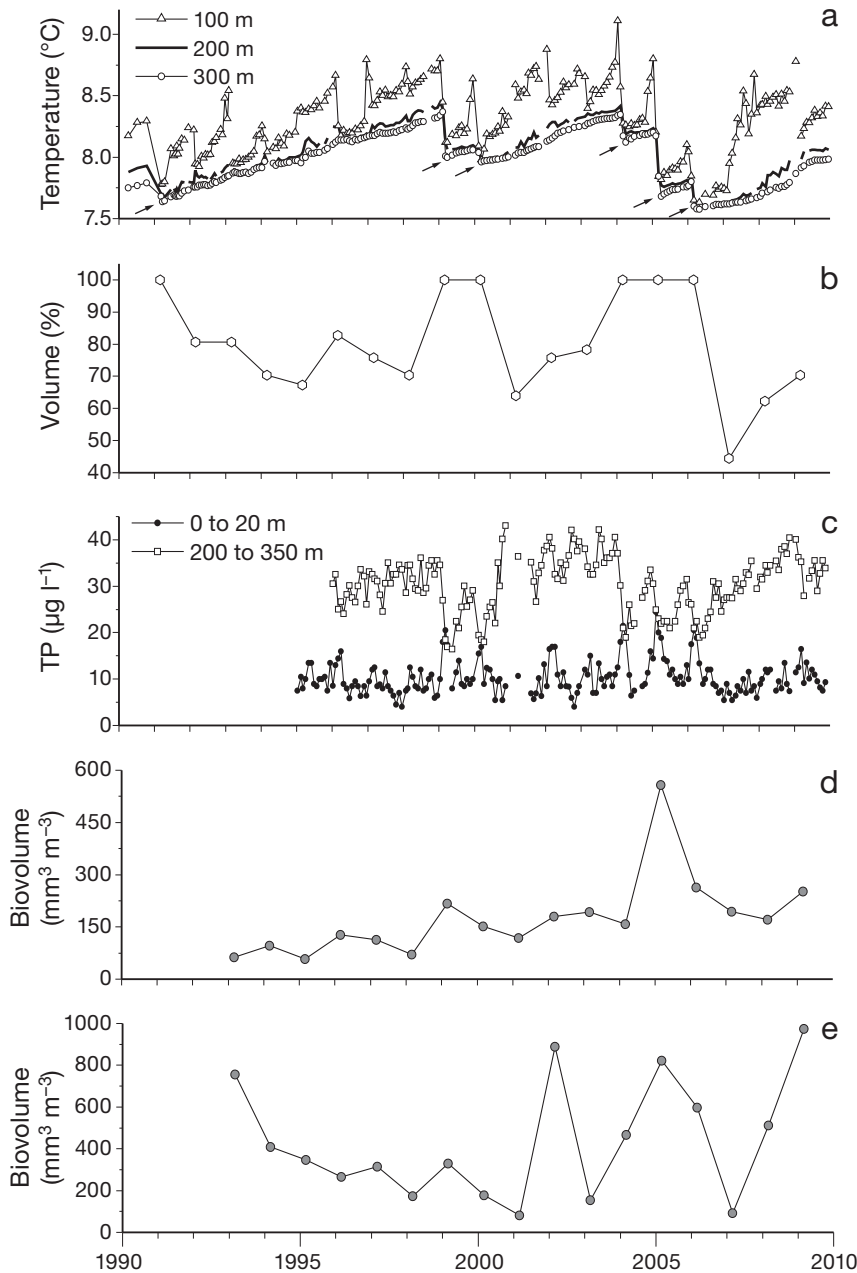 a
100 m
200 m
300 m
Temperature (°C)
9.0
8.5
8.0
7.5
b
Volume (%)
100
90
80
70
60
50
40
c
0 to 20 m
200 to 350 m
TP (µg l⁻¹)
40
30
20
10
0
d
Biovolume
(mm³ m⁻³)
600
450
300
150
0
e
Biovolume
(mm³ m⁻³)
1000
800
600
400
200
0
1990 1995 2000 2005 2010